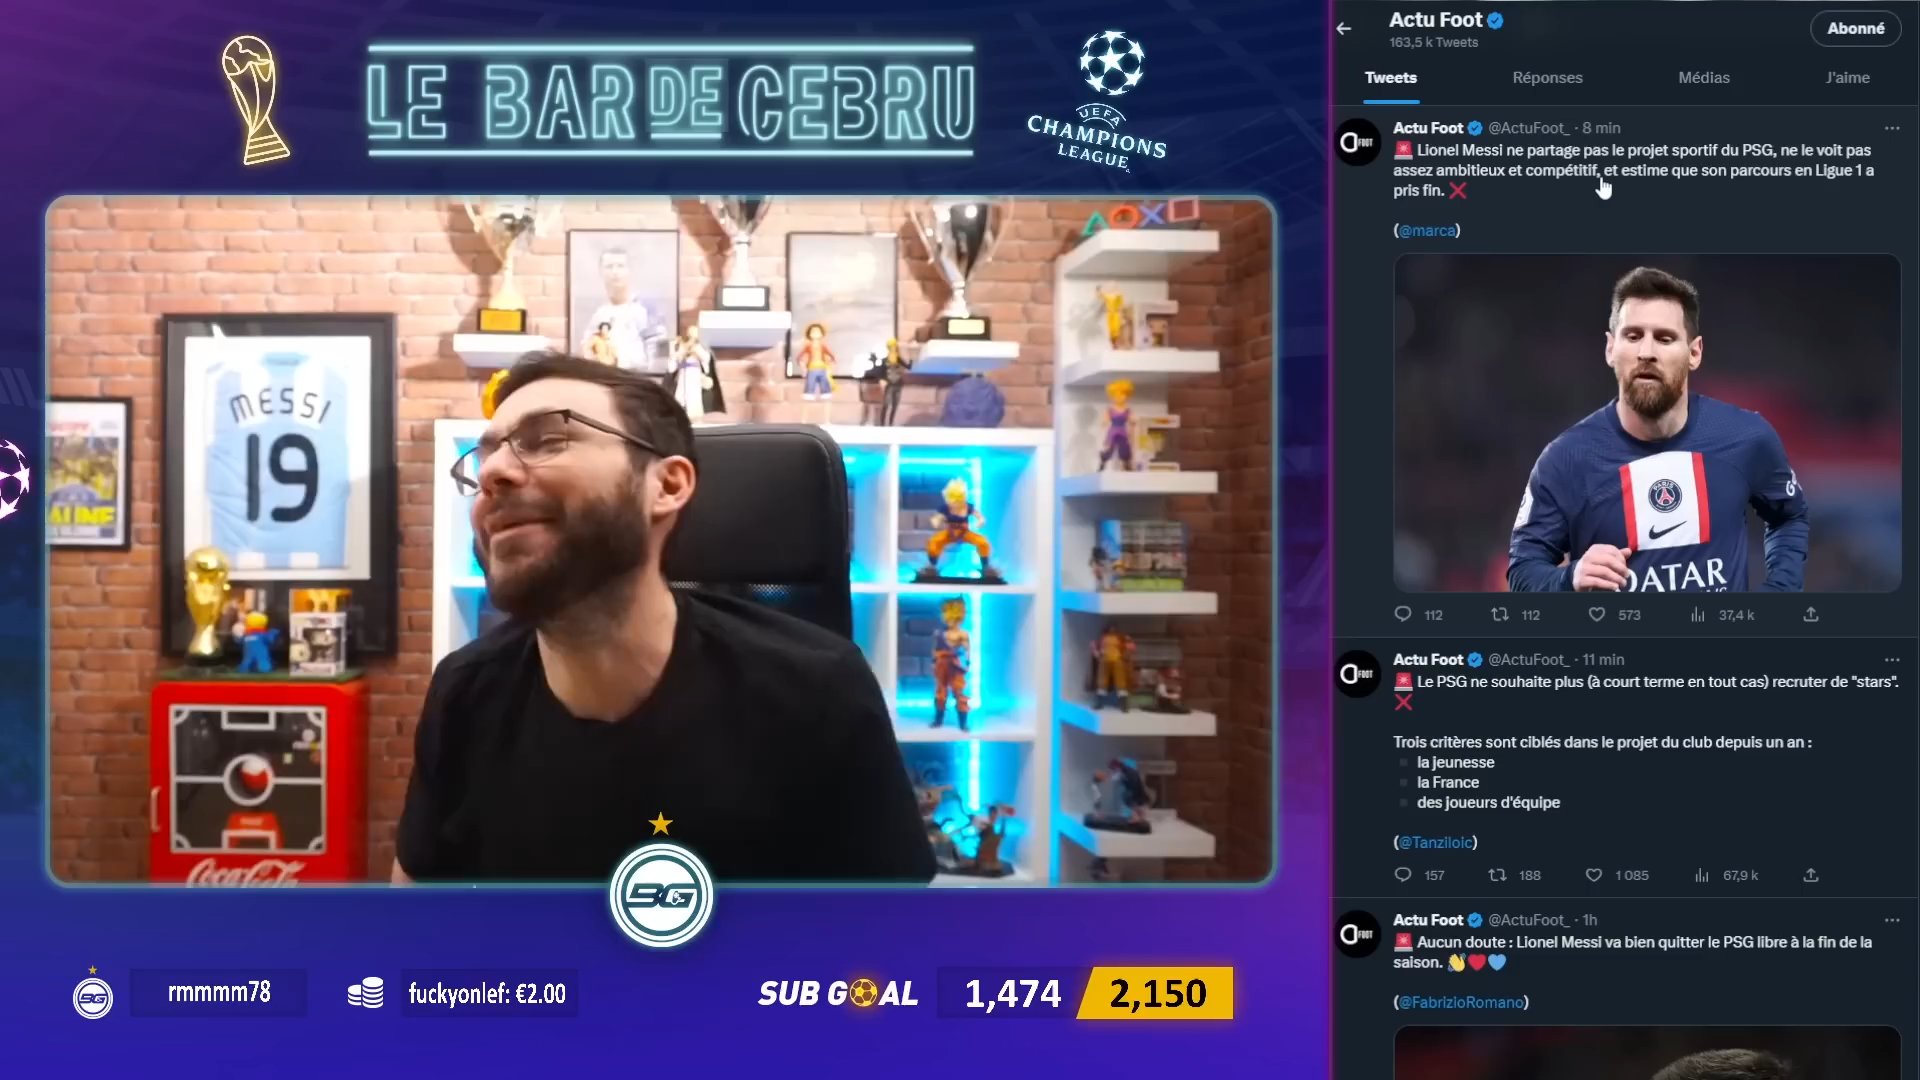 LE BAR DE CEBRU
UEFA
CHAMPIONS
LEAGUE
MESSI
19
Coca-Cola
BG
BG
rmmmm78
fuckyonlef: €2.00
SUB GOAL
1,474
2,150
Actu Foot
163,5 k Tweets
Abonné
Tweets
Réponses
Médias
J'aime
Actu Foot @ActuFoot_ · 8 min
🚨 Lionel Messi ne partage pas le projet sportif du PSG, ne le voit pas
assez ambitieux et compétitif, et estime que son parcours en Ligue 1 a
pris fin. ❌
(@marca)
PARIS
QATAR
112
112
573
37,4 k
Actu Foot @ActuFoot_ · 11 min
🚨 Le PSG ne souhaite plus (à court terme en tout cas) recruter de "stars".
❌
Trois critères sont ciblés dans le projet du club depuis un an :
▪️ la jeunesse
▪️ la France
▪️ des joueurs d'équipe
(@Tanziloic)
157
188
1 085
67,9 k
Actu Foot @ActuFoot_ · 1h
🚨 Aucun doute : Lionel Messi va bien quitter le PSG libre à la fin de la
saison. 👋❤️💙
(@FabrizioRomano)